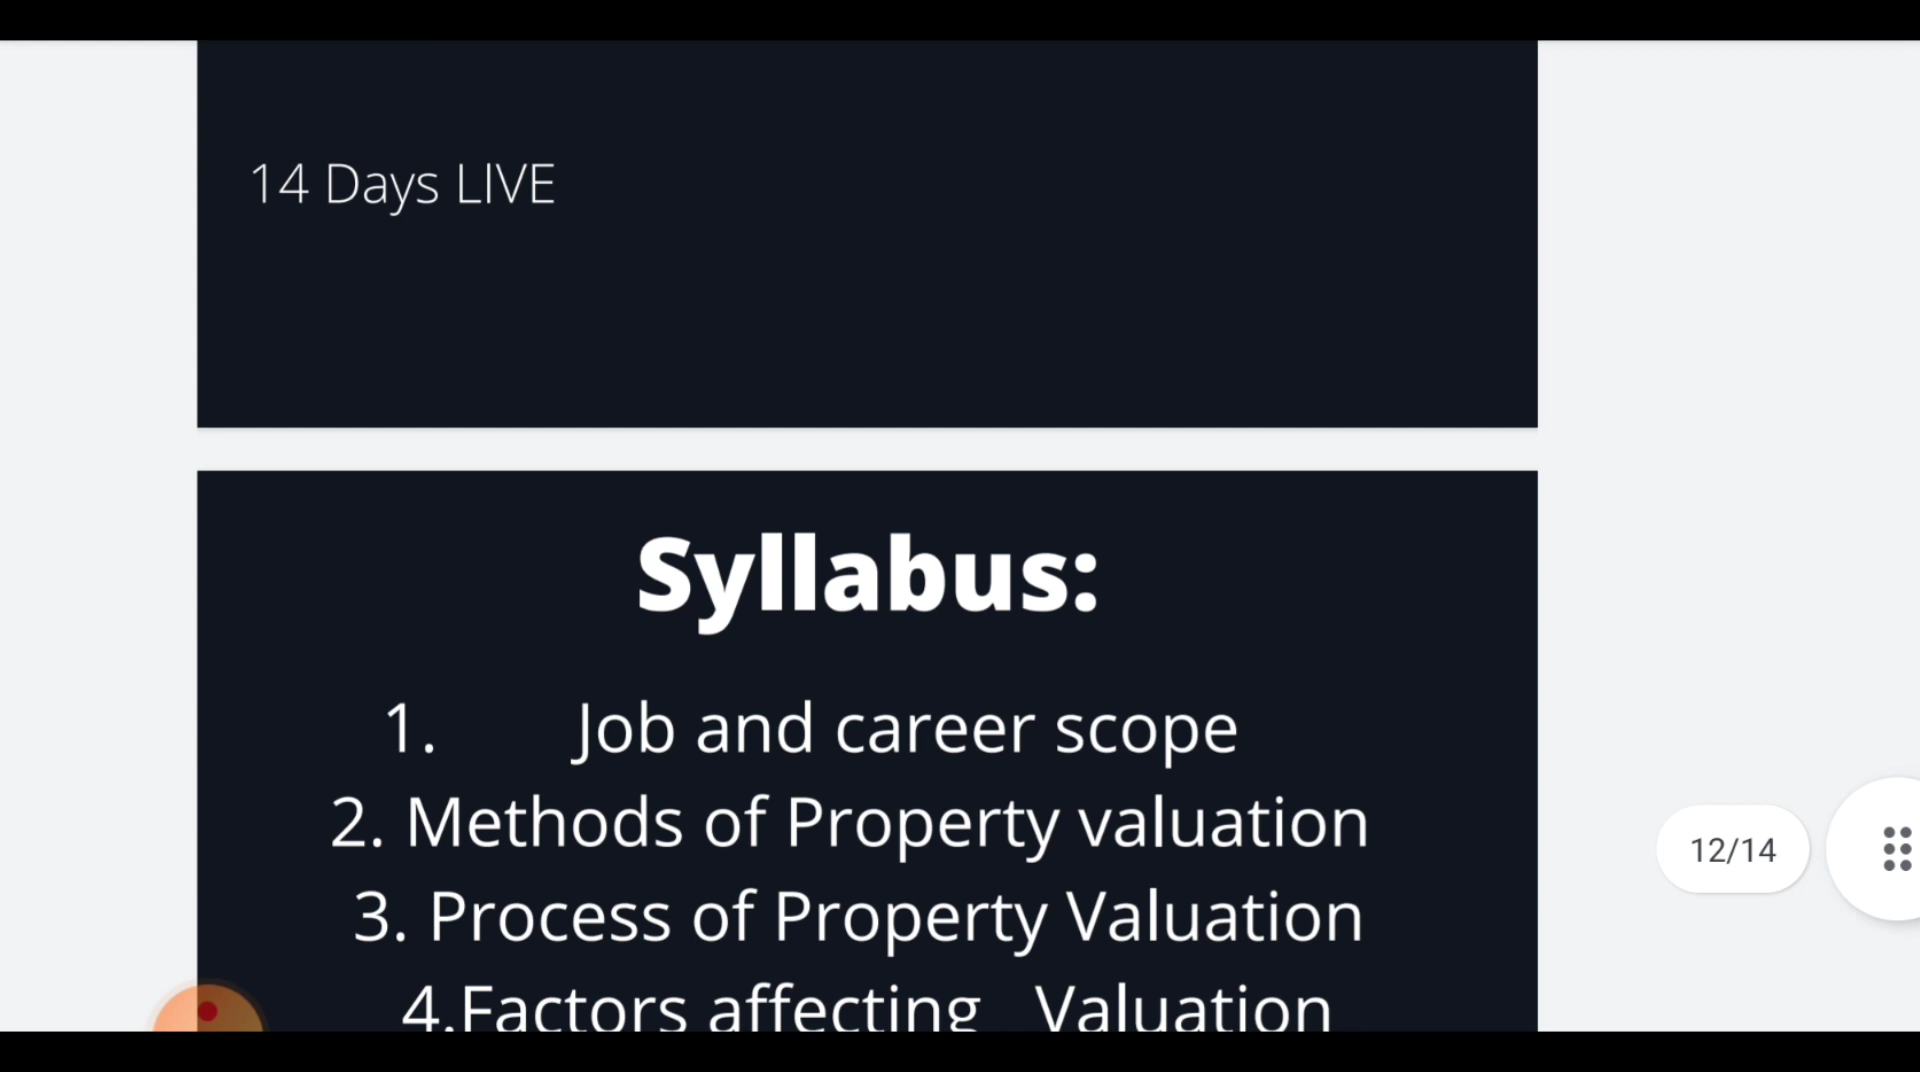 14 Days LIVE
Syllabus:
1. Job and career scope
2. Methods of Property valuation
3. Process of Property Valuation
4.Factors affecting Valuation
12/14